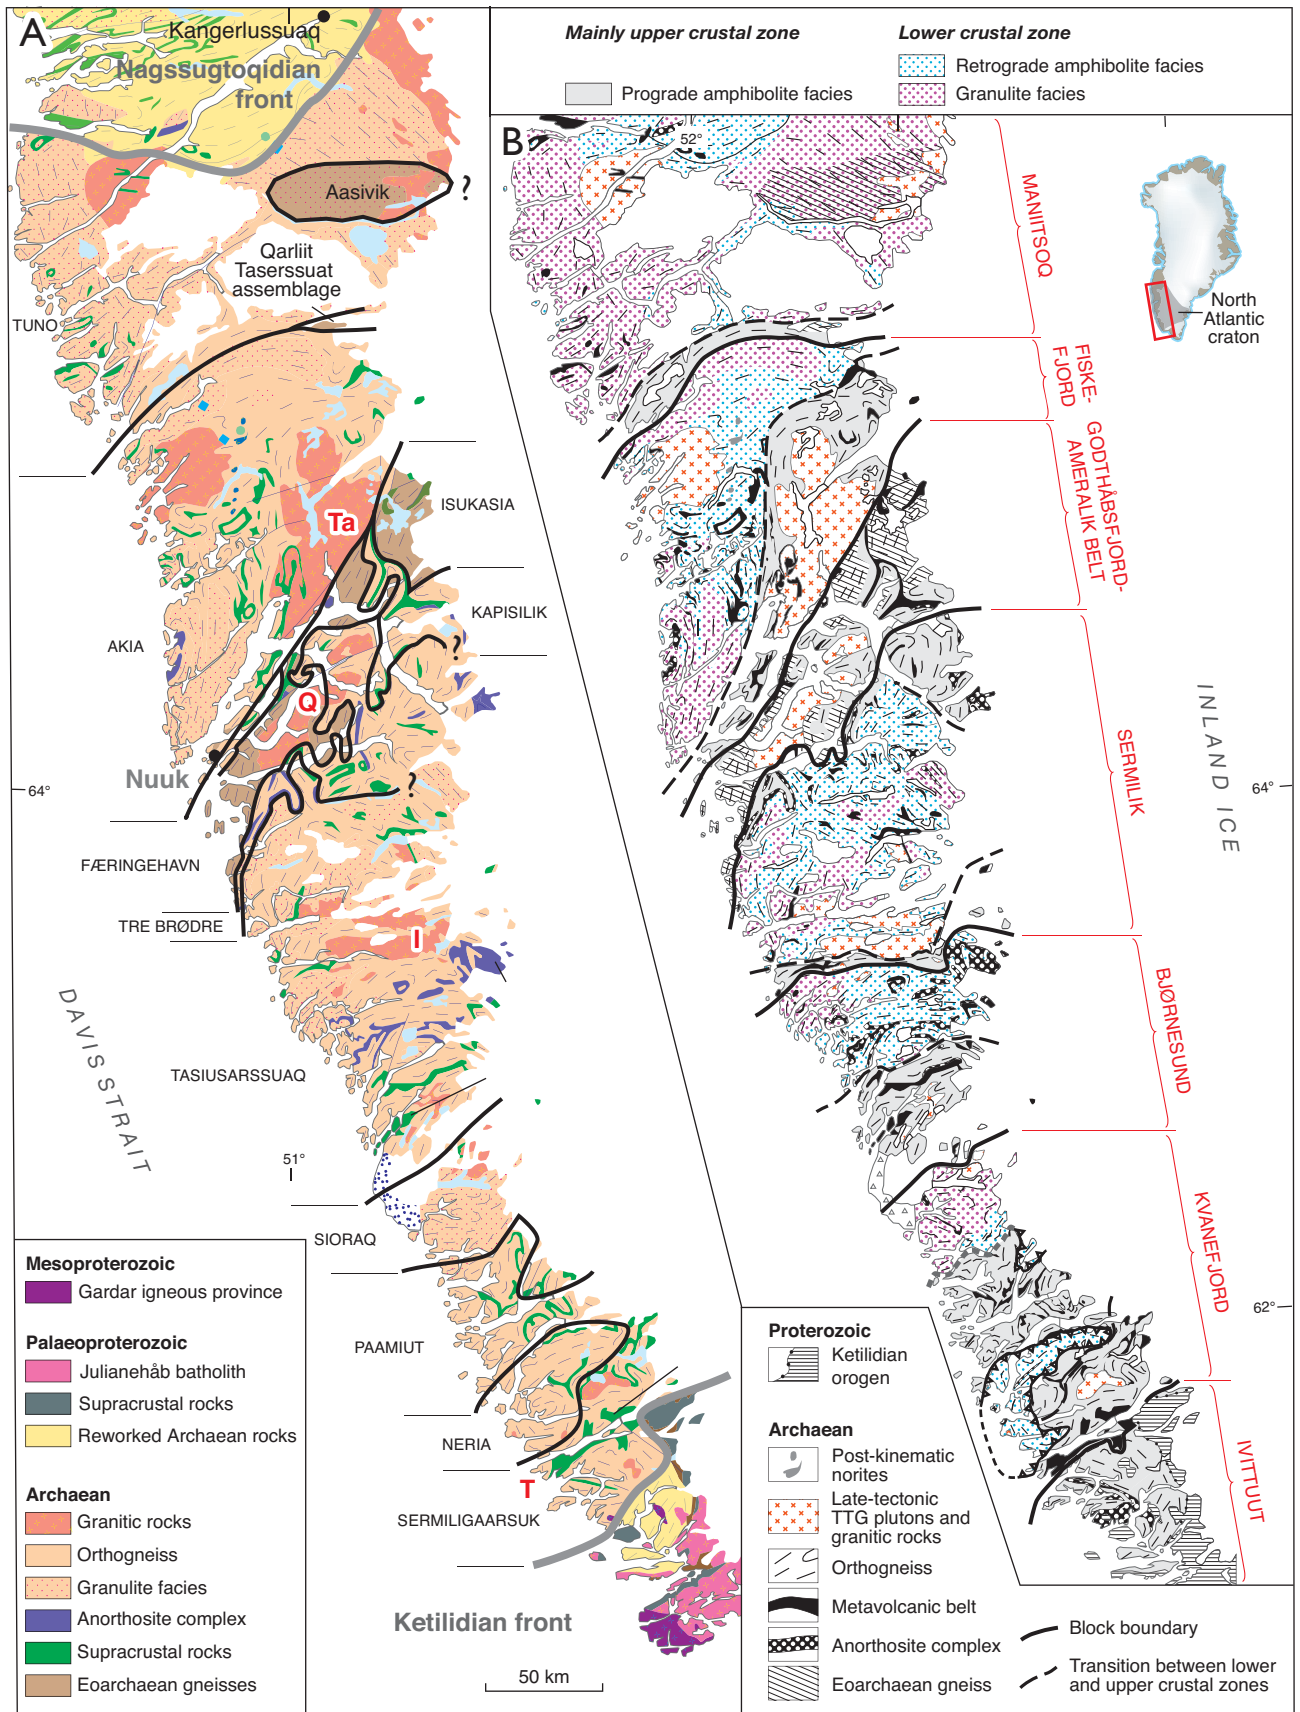 A
Kangerlussuaq
Nagssugtoqidian
front
Aasivik
?
Qarliit
Taserssuat
assemblage
TUNO
Ta
ISUKASIA
KAPISILIK
?
AKIA
Q
Nuuk
64°
?
FÆRINGEHAVN
TRE BRØDRE
I
DAVIS STRAIT
TASIUSARSSUAQ
51°
SIORAQ
PAAMIUT
NERIA
T
SERMILIGAARSUK
Ketilidian front
50 km
Mesoproterozoic
Gardar igneous province
Palaeoproterozoic
Julianehåb batholith
Supracrustal rocks
Reworked Archaean rocks
Archaean
Granitic rocks
Orthogneiss
Granulite facies
Anorthosite complex
Supracrustal rocks
Eoarchaean gneisses
Mainly upper crustal zone
Prograde amphibolite facies
Lower crustal zone
Retrograde amphibolite facies
Granulite facies
B
52°
MANIITSOQ
North
Atlantic
craton
FISKE-
FJORD
GODTHÅBSFJORD-
AMERALIK BELT
SERMILIK
INLAND ICE
64°
BJØRNESUND
KVANEFJORD
62°
IVITTUUT
Proterozoic
Ketilidian
orogen
Archaean
Post-kinematic
norites
Late-tectonic
TTG plutons and
granitic rocks
Orthogneiss
Metavolcanic belt
Anorthosite complex
Eoarchaean gneiss
Block boundary
Transition between lower
and upper crustal zones